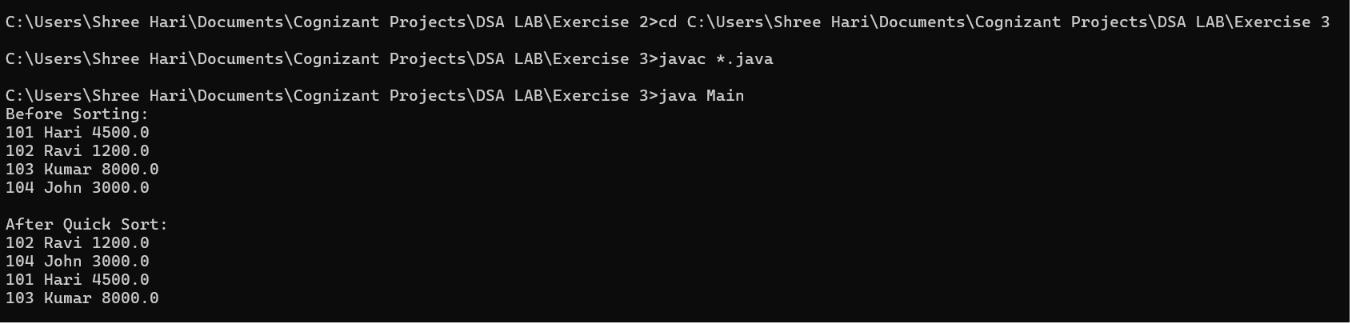 C:\Users\Shree Hari\Documents\Cognizant Projects\DSA LAB\Exercise 2>cd C:\Users\Shree Hari\Documents\Cognizant Projects\DSA LAB\Exercise 3
C:\Users\Shree Hari\Documents\Cognizant Projects\DSA LAB\Exercise 3>javac *.java
C:\Users\Shree Hari\Documents\Cognizant Projects\DSA LAB\Exercise 3>java Main
Before Sorting:
101 Hari 4500.0
102 Ravi 1200.0
103 Kumar 8000.0
104 John 3000.0
After Quick Sort:
102 Ravi 1200.0
104 John 3000.0
101 Hari 4500.0
103 Kumar 8000.0